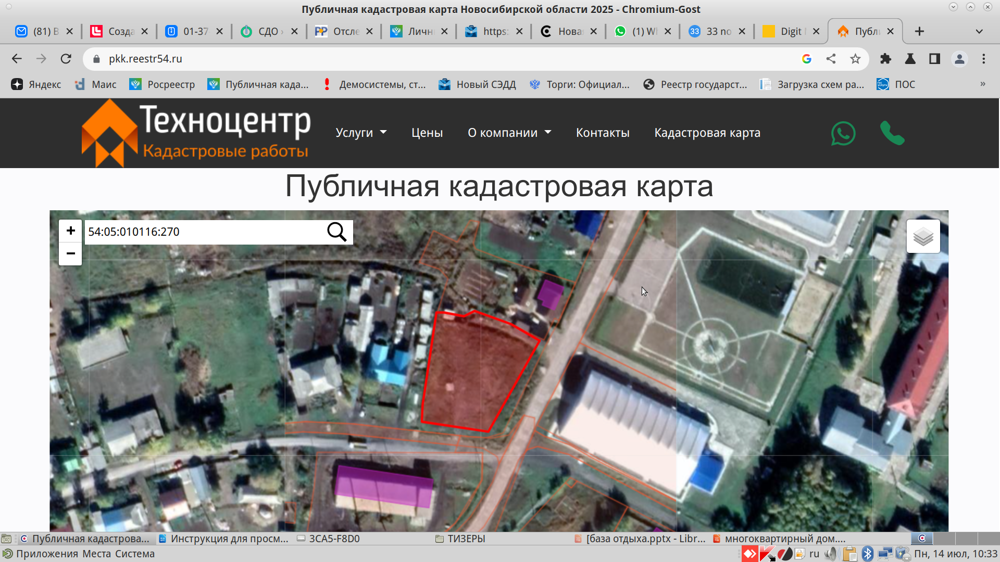 Публичная кадастровая карта Новосибирской области 2025 - Chromium-Gost
(81) В
Созда
01-37
СДО ›
Отсле
Личн
https:
Нова
(1) W
33 по
Digit
Публ
pkk.reestr54.ru
Яндекс
Маис
Росреестр
Публичная када...
Демосистемы, ст...
Новый СЭДД
Торги: Официал...
Реестр государст...
Загрузка схем ра...
ПОС
»
Техноцентр
Кадастровые работы
Услуги
Цены
О компании
Контакты
Кадастровая карта
Публичная кадастровая карта
+
54:05:010116:270
−
Публичная кадастрова...
Инструкция для просм...
3CA5-F8D0
ТИЗЕРЫ
[база отдыха.pptx - Libr...
многоквартирный дом....
Приложения Места Система
ru
Пн, 14 июл, 10:33